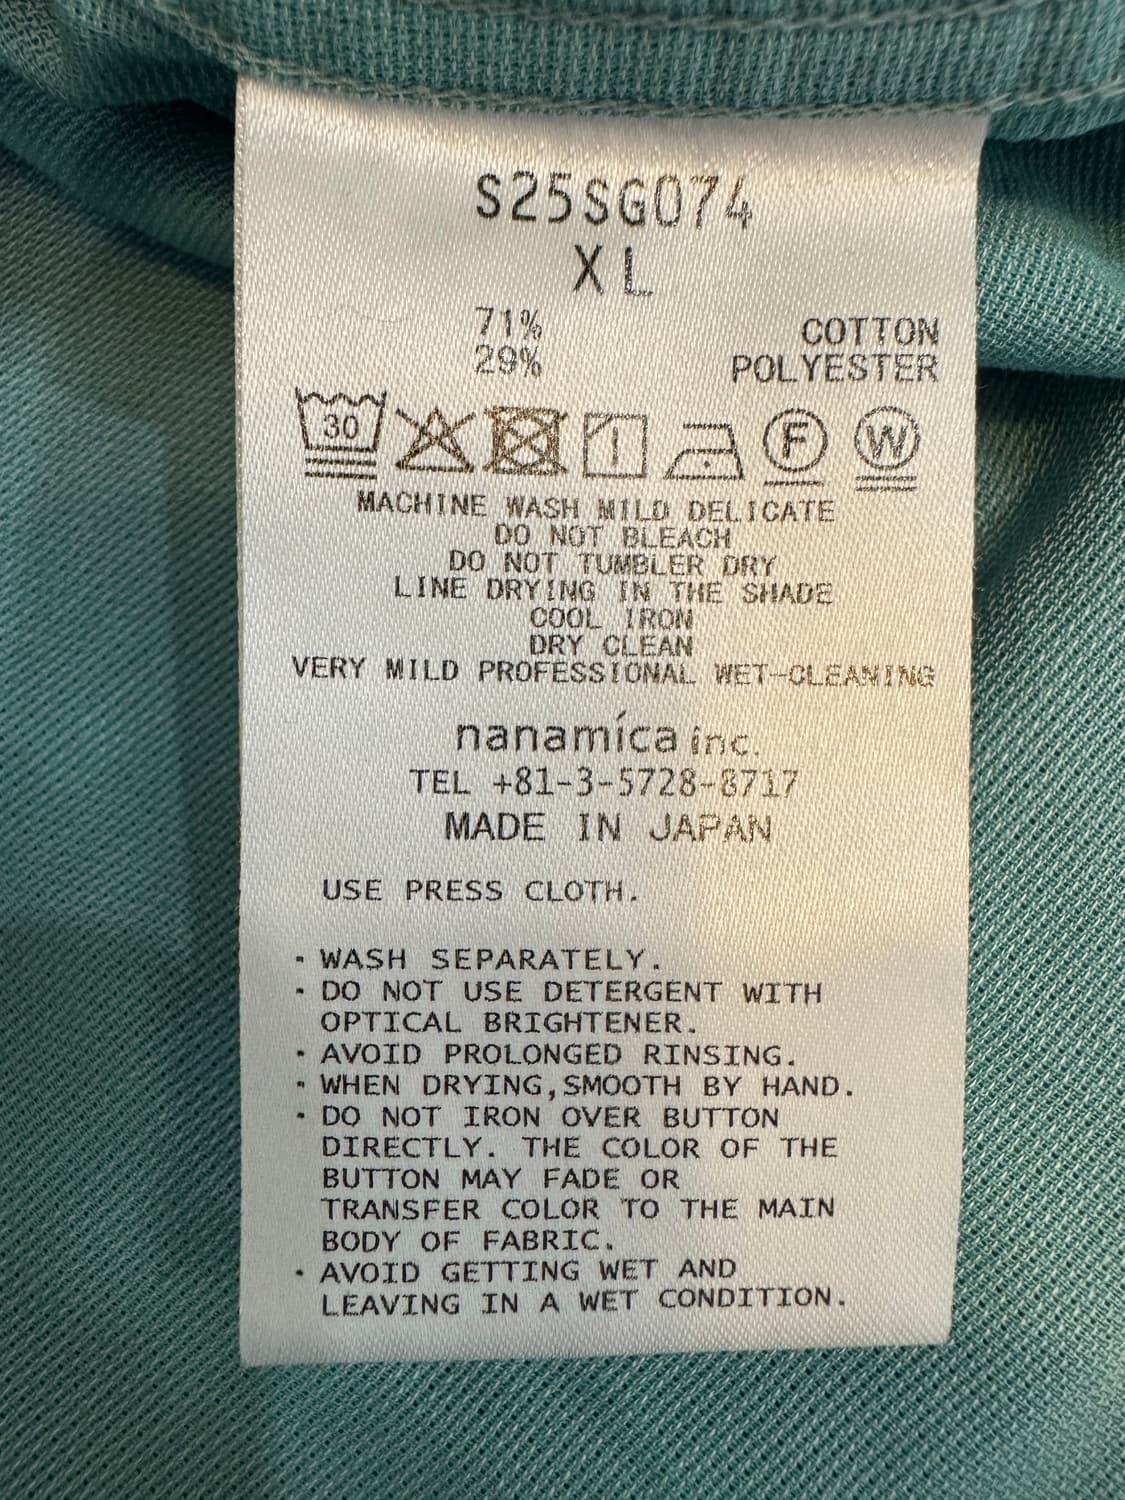 S25SG074
XL
71% COTTON
29% POLYESTER
30 F W
MACHINE WASH MILD DELICATE
DO NOT BLEACH
DO NOT TUMBLER DRY
LINE DRYING IN THE SHADE
COOL IRON
DRY CLEAN
VERY MILD PROFESSIONAL WET-CLEANING
nanamíca inc.
TEL +81-3-5728-8717
MADE IN JAPAN
USE PRESS CLOTH.
・WASH SEPARATELY.
・DO NOT USE DETERGENT WITH
OPTICAL BRIGHTENER.
・AVOID PROLONGED RINSING.
・WHEN DRYING,SMOOTH BY HAND.
・DO NOT IRON OVER BUTTON
DIRECTLY. THE COLOR OF THE
BUTTON MAY FADE OR
TRANSFER COLOR TO THE MAIN
BODY OF FABRIC.
・AVOID GETTING WET AND
LEAVING IN A WET CONDITION.